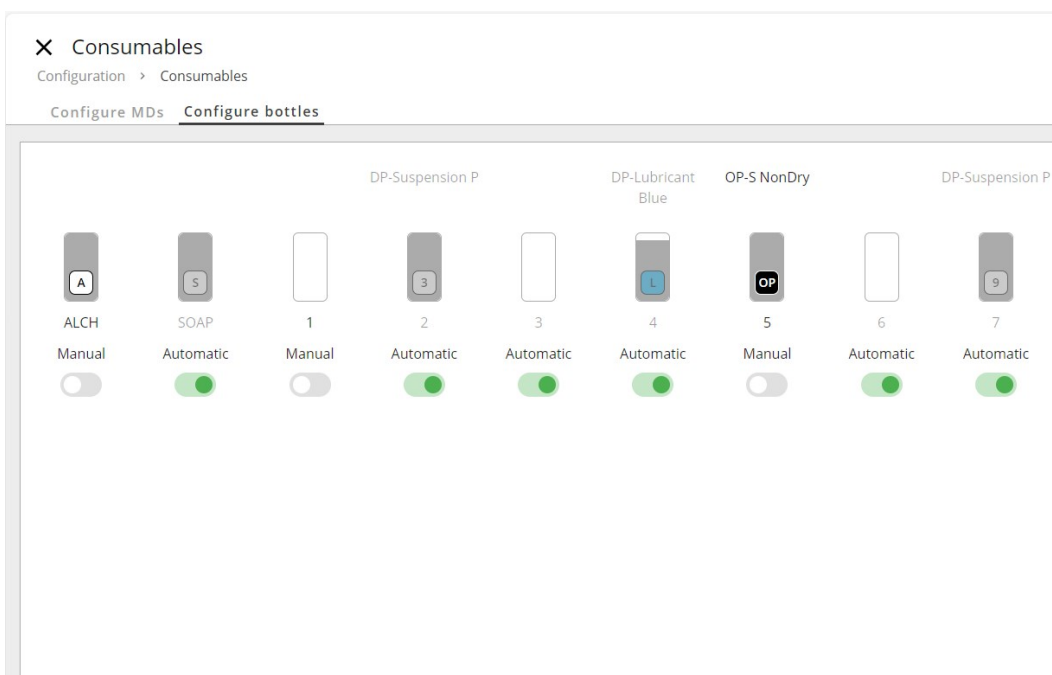 Consumables
Configuration > Consumables
Configure MDs Configure bottles
DP-Suspension P DP-Lubricant Blue OP-S NonDry DP-Suspension P
A S 3 L OP 9
ALCH SOAP 1 2 3 4 5 6 7
Manual Automatic Manual Automatic Automatic Automatic Manual Automatic Automatic